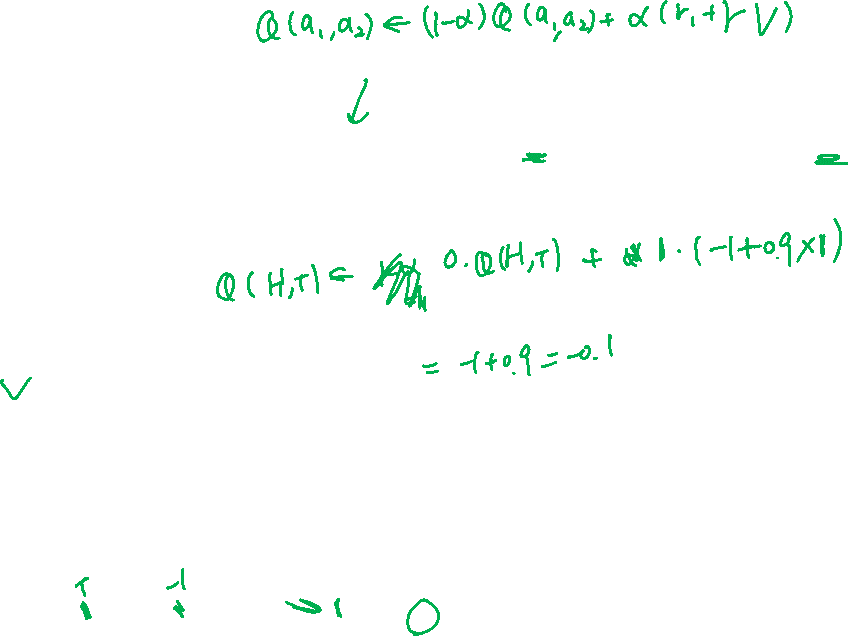 Q(a₁,a₂) ← (1-α)Q(a₁,a₂) + α(r₁ + γV)
Q(H,T) ← 0·Q(H,T) + 1·(-1+0.9×1)
= -1+0.9 = -0.1
V
T -1
→ 1 0